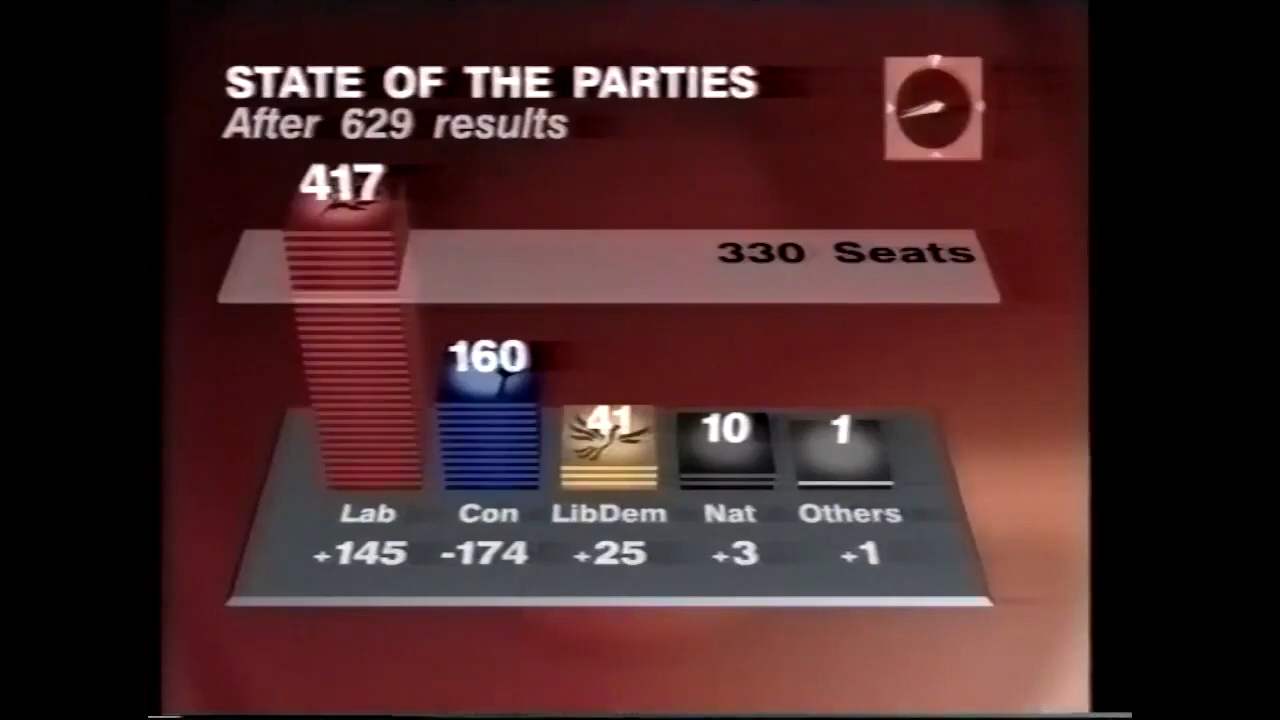 STATE OF THE PARTIES
After 629 results
417
330 Seats
160
41
10
1
Lab Con LibDem Nat Others
+145 -174 +25 +3 +1